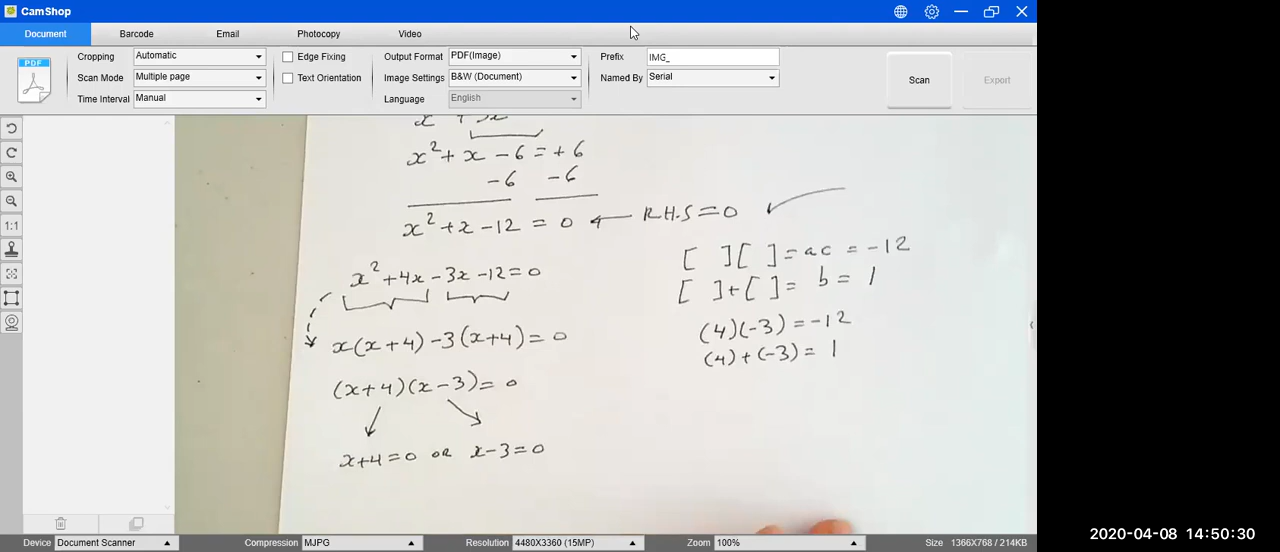 CamShop
Document Barcode Email Photocopy Video
Cropping Automatic Edge Fixing Output Format PDF(Image) Prefix IMG_
PDF Scan Mode Multiple page Text Orientation Image Settings B&W (Document) Named By Serial Scan Export
Time Interval Manual Language English
x² + x - 6 = + 6
- 6 - 6
x² + x - 12 = 0 ← R.H.S = 0 ✓
[ ][ ] = ac = -12
[ ] + [ ] = b = 1
x² + 4x - 3x - 12 = 0
(4)(-3) = -12
x(x+4) - 3(x+4) = 0
(4) + (-3) = 1
(x+4)(x-3) = 0
x+4 = 0 OR x-3 = 0
1:1
Device Document Scanner Compression MJPG Resolution 4480X3360 (15MP) Zoom 100% Size 1366X768 / 214KB
2020-04-08 14:50:30